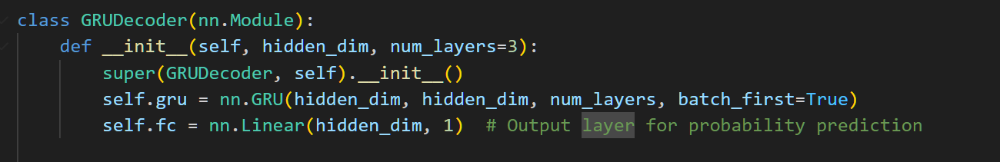 class GRUDecoder(nn.Module):
    def __init__(self, hidden_dim, num_layers=3):
        super(GRUDecoder, self).__init__()
        self.gru = nn.GRU(hidden_dim, hidden_dim, num_layers, batch_first=True)
        self.fc = nn.Linear(hidden_dim, 1)  # Output layer for probability prediction